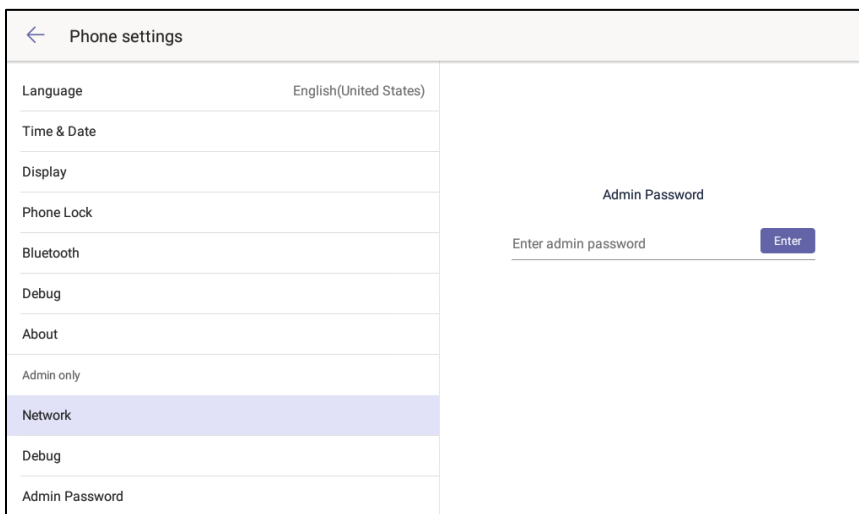 Phone settings
Language English(United States)
Time & Date
Display
Phone Lock
Bluetooth
Debug
About
Admin only
Network
Debug
Admin Password
Admin Password
Enter admin password Enter